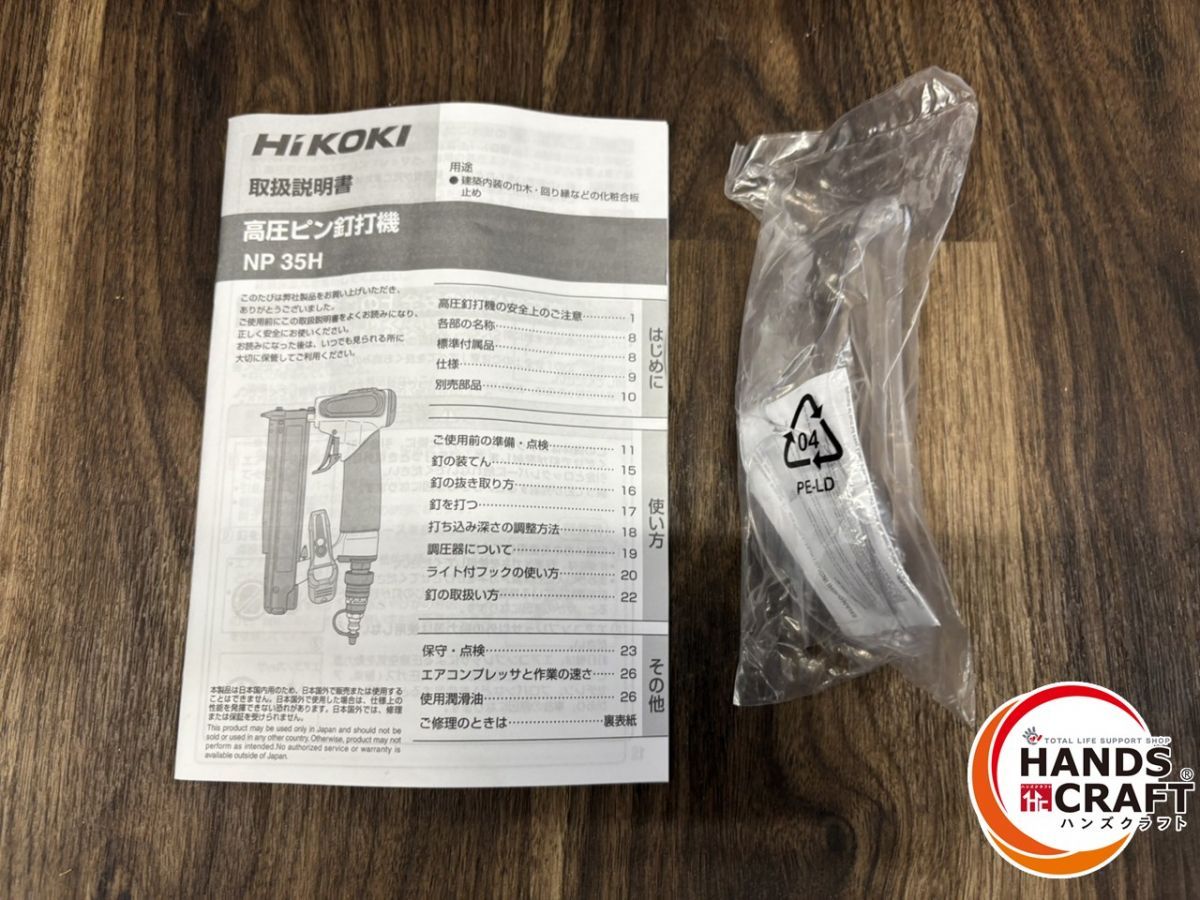 HiKOKI
取扱説明書
用途
● 建築内装の巾木・回り縁などの化粧合板
止め
高圧ピン釘打機
NP 35H
このたびは弊社製品をお買い上げいただき、
ありがとうございました。
ご使用前にこの取扱説明書をよくお読みになり、
正しく安全にお使いください。
お読みになった後は、いつでも見られる所に
大切に保管してご利用ください。
高圧釘打機の安全上のご注意………… 1
各部の名称………………………… 8
標準付属品………………………… 8
仕様………………………………… 9
別売部品…………………………… 10
はじめに
ご使用前の準備・点検……………… 11
釘の装てん………………………… 15
釘の抜き取り方…………………… 16
釘を打つ…………………………… 17
打ち込み深さの調整方法………… 18
調圧器について…………………… 19
ライト付フックの使い方………… 20
釘の取扱い方……………………… 22
使い方
保守・点検………………………… 23
エアコンプレッサと作業の速さ…… 26
使用潤滑油………………………… 26
ご修理のときは………………裏表紙
その他
本製品は日本国内用のため、日本国外で販売または使用する
ことはできません。日本国外で使用した場合は、仕様上の
性能を発揮できない恐れがあります。日本国外では、修理
または保証を受けられません。
This product may be used only in Japan and should not be
sold or used in any other country. Otherwise, product may not
perform as intended. No authorized service or warranty is
available outside of Japan.
04
PE-LD
TOTAL LIFE SUPPORT SHOP
HANDS
CRAFT®
ハンズクラフト